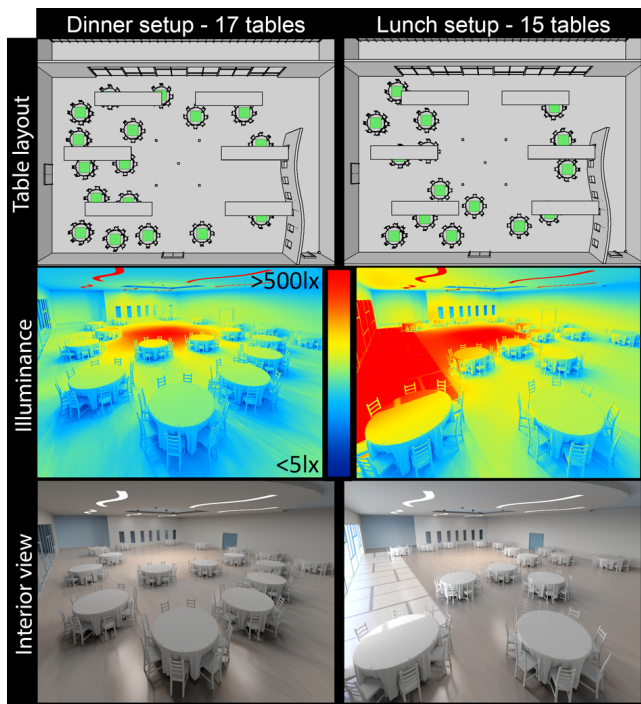 Dinner setup - 17 tables
Lunch setup - 15 tables
Table layout
Illuminance
>500lx
<5lx
Interior view